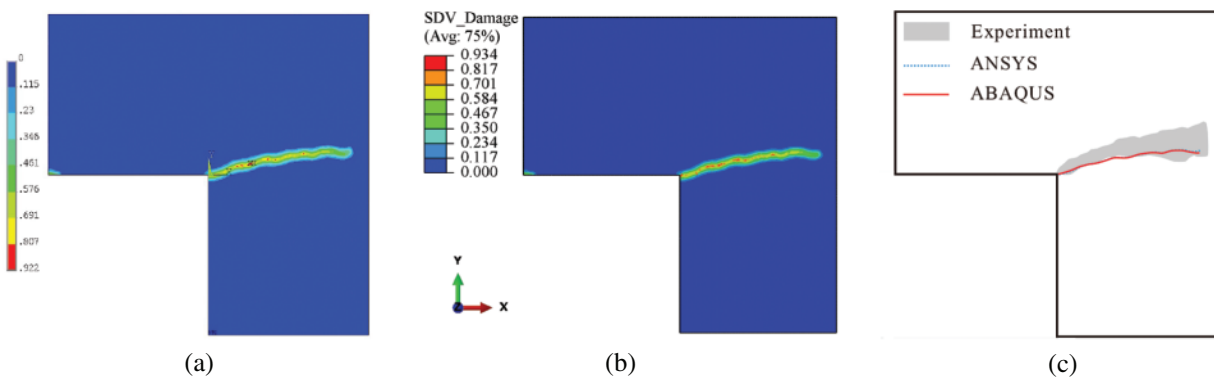 0
.115
.23
.365
.461
.576
.691
.807
.922
(a)
SDV_Damage
(Avg: 75%)
0.934
0.817
0.701
0.584
0.467
0.350
0.234
0.117
0.000
Y
X
(b)
Experiment
ANSYS
ABAQUS
(c)